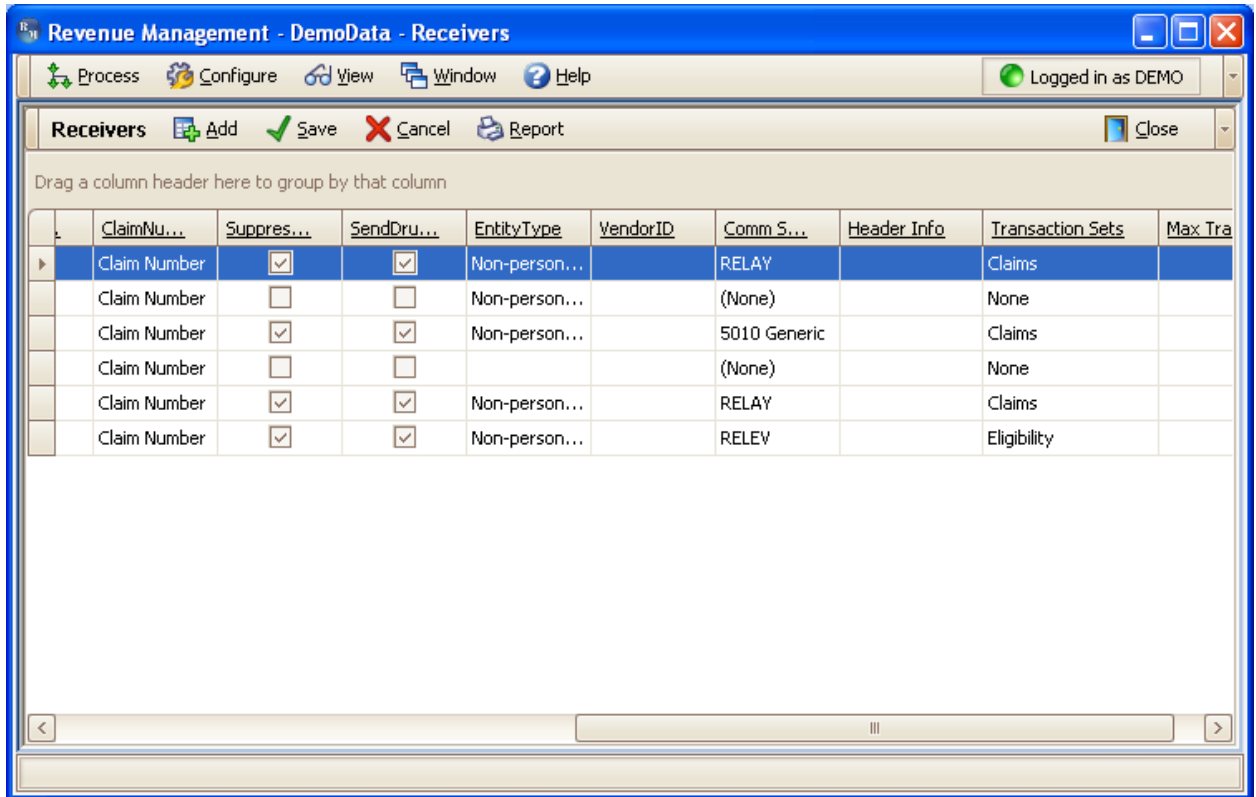 Revenue Management - DemoData - Receivers
Process Configure View Window Help Logged in as DEMO
Receivers Add Save Cancel Report Close
Drag a column header here to group by that column
ClaimNu... Suppres... SendDru... EntityType VendorID Comm S... Header Info Transaction Sets Max Tra
Claim Number Non-person... RELAY Claims
Claim Number Non-person... (None) None
Claim Number Non-person... 5010 Generic Claims
Claim Number (None) None
Claim Number Non-person... RELAY Claims
Claim Number Non-person... RELEV Eligibility